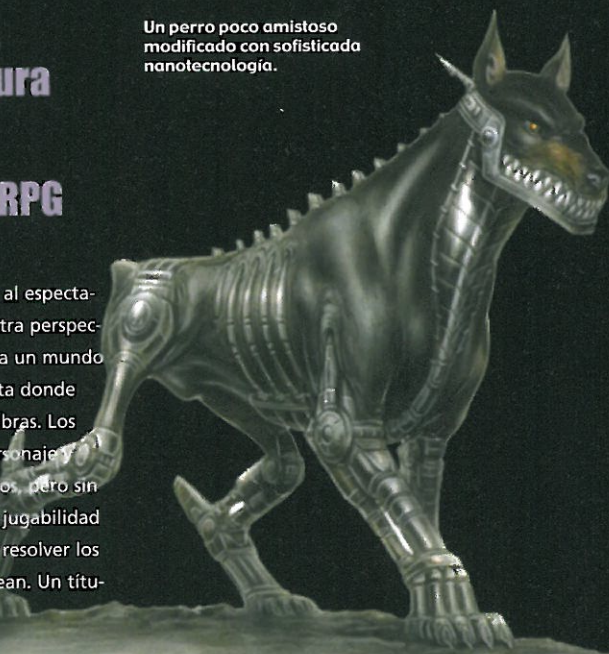 Un perro poco amistoso
modificado con sofisticada
nanotecnología.
ura
RPG
al especta-
tra perspec-
a un mundo
ta donde
bras. Los
sonaje y
os, pero sin
jugabilidad
resolver los
ean. Un títu-